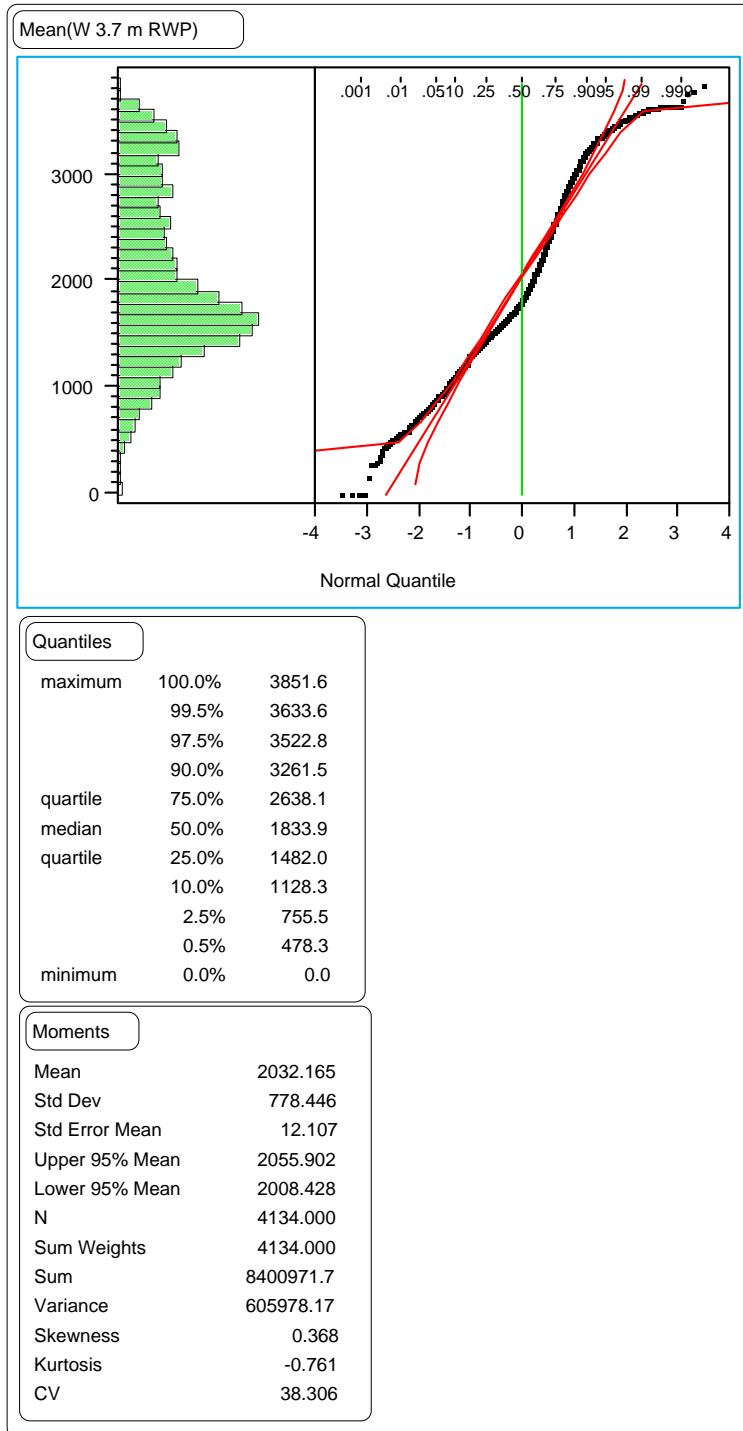 Mean(W 3.7 m RWP)
.001 .01 .05 .10 .25 .50 .75 .90 .95 .99 .999
3000
2000
1000
0
-4 -3 -2 -1 0 1 2 3 4
Normal Quantile
Quantiles
maximum 100.0% 3851.6
99.5% 3633.6
97.5% 3522.8
90.0% 3261.5
quartile 75.0% 2638.1
median 50.0% 1833.9
quartile 25.0% 1482.0
10.0% 1128.3
2.5% 755.5
0.5% 478.3
minimum 0.0% 0.0
Moments
Mean 2032.165
Std Dev 778.446
Std Error Mean 12.107
Upper 95% Mean 2055.902
Lower 95% Mean 2008.428
N 4134.000
Sum Weights 4134.000
Sum 8400971.7
Variance 605978.17
Skewness 0.368
Kurtosis -0.761
CV 38.306